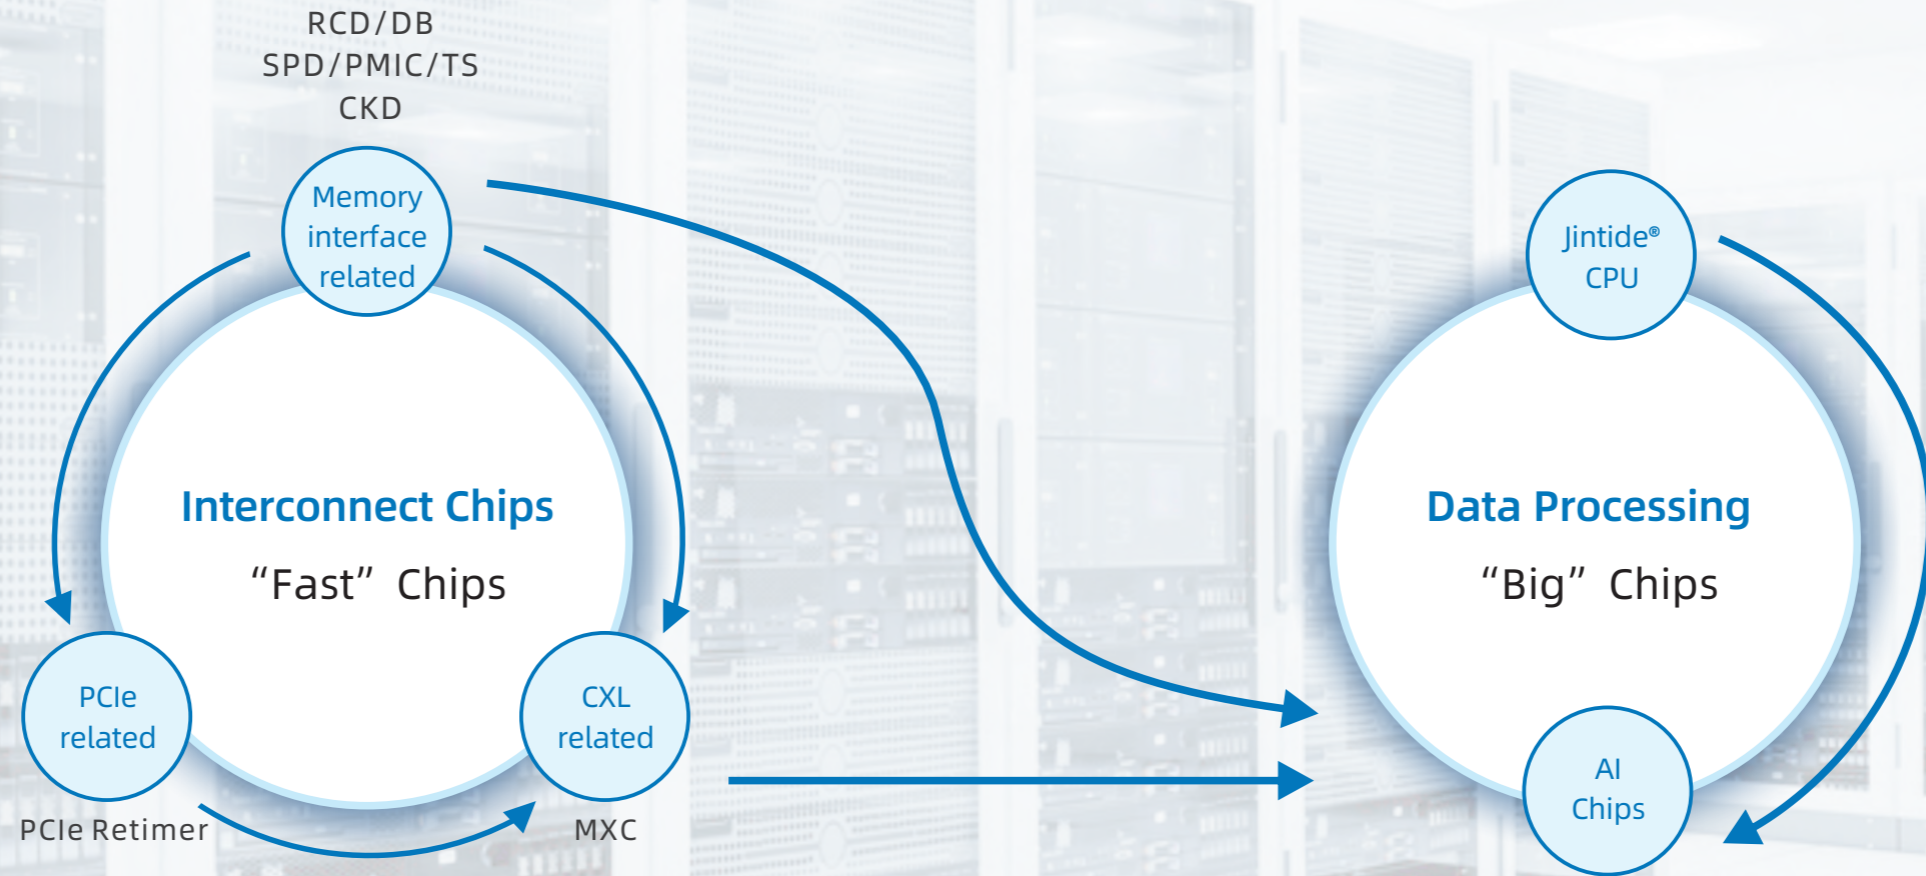 RCD/DB
SPD/PMIC/TS
CKD
Memory
interface
related
Interconnect Chips
“Fast” Chips
PCIe
related
PCIe Retimer
CXL
related
MXC
Jintide®
CPU
Data Processing
“Big” Chips
AI
Chips